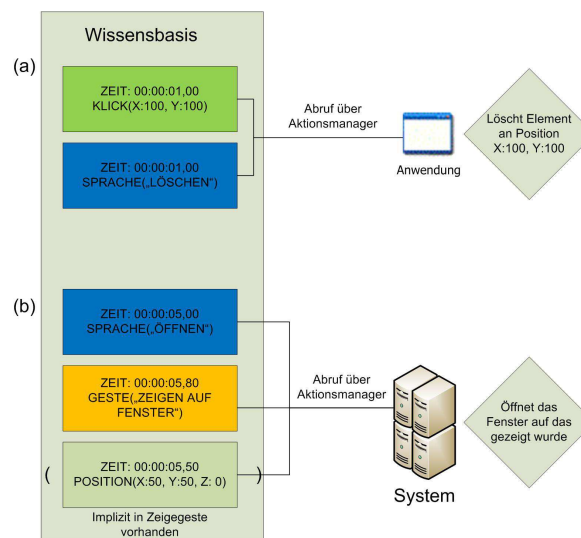 Wissensbasis
(a)
ZEIT: 00:00:01,00
KLICK(X:100, Y:100)
ZEIT: 00:00:01,00
SPRACHE(„LÖSCHEN“)
Abruf über
Aktionsmanager
Anwendung
Löscht Element
an Position
X:100, Y:100
(b)
ZEIT: 00:00:05,00
SPRACHE(„ÖFFNEN“)
ZEIT: 00:00:05,80
GESTE(„ZEIGEN AUF
FENSTER“)
( ZEIT: 00:00:05,50 )
POSITION(X:50, Y:50, Z: 0)
Implizit in Zeigegeste
vorhanden
Abruf über
Aktionsmanager
System
Öffnet das
Fenster auf das
gezeigt wurde